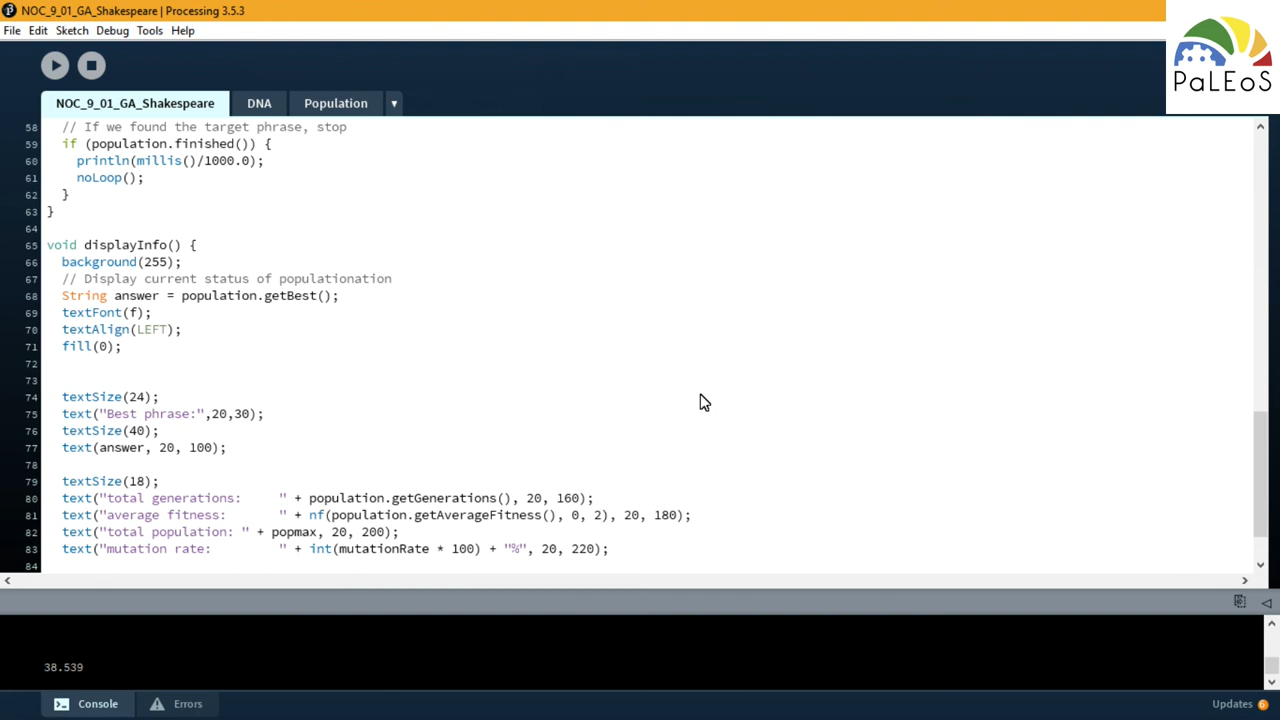 NOC_9_01_GA_Shakespeare | Processing 3.5.3
File Edit Sketch Debug Tools Help
PaLEoS
NOC_9_01_GA_Shakespeare DNA Population
58 // If we found the target phrase, stop
59 if (population.finished()) {
60 println(millis()/1000.0);
61 noLoop();
62 }
63 }
64
65 void displayInfo() {
66 background(255);
67 // Display current status of populationation
68 String answer = population.getBest();
69 textFont(f);
70 textAlign(LEFT);
71 fill(0);
72
73
74 textSize(24);
75 text("Best phrase:",20,30);
76 textSize(40);
77 text(answer, 20, 100);
78
79 textSize(18);
80 text("total generations:     " + population.getGenerations(), 20, 160);
81 text("average fitness:       " + nf(population.getAverageFitness(), 0, 2), 20, 180);
82 text("total population: " + popmax, 20, 200);
83 text("mutation rate:         " + int(mutationRate * 100) + "%", 20, 220);
84
38.539
Console Errors Updates 6